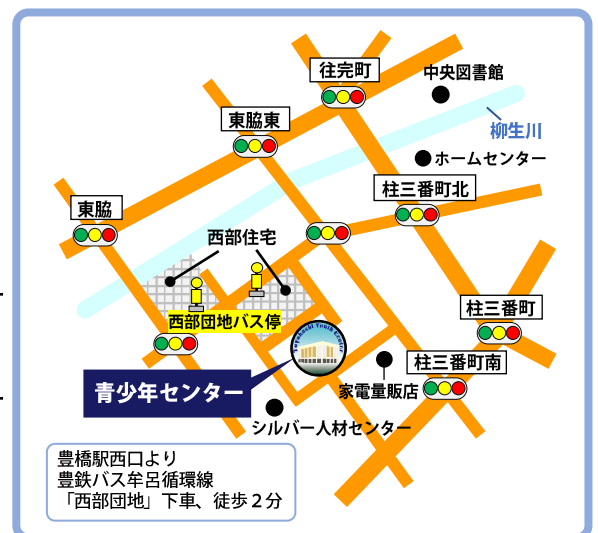 往完町
中央図書館
東脇東
柳生川
ホームセンター
柱三番町北
東脇
西部住宅
西部団地バス停
柱三番町
Toyohashi Youth Center
柱三番町南
青少年センター
家電量販店
シルバー人材センター
豊橋駅西口より
豊鉄バス牟呂循環線
「西部団地」下車、徒歩２分